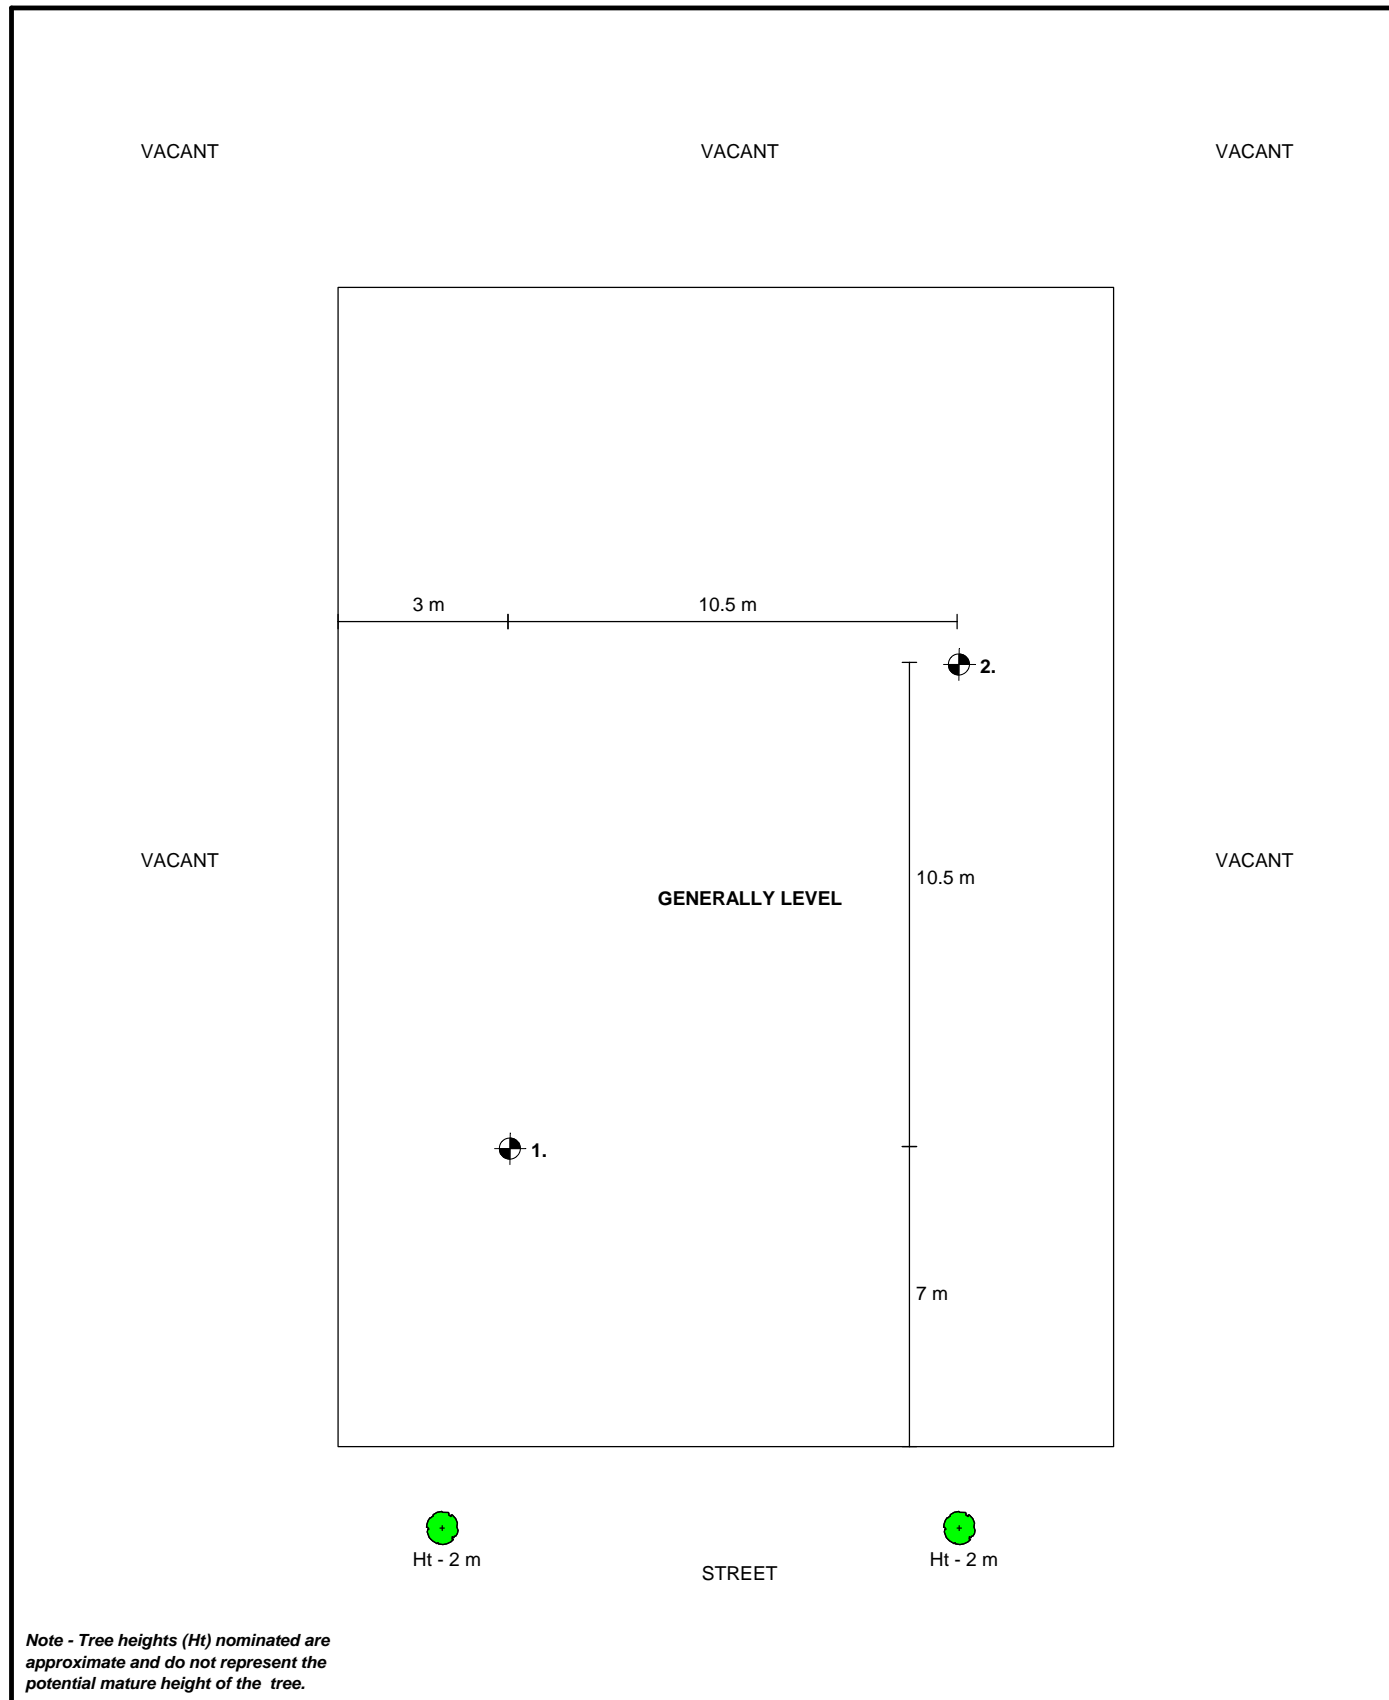 VACANT VACANT VACANT
3 m 10.5 m
2.
VACANT VACANT
10.5 m
GENERALLY LEVEL
1.
7 m
Ht - 2 m Ht - 2 m
STREET
Note - Tree heights (Ht) nominated are
approximate and do not represent the
potential mature height of the tree.